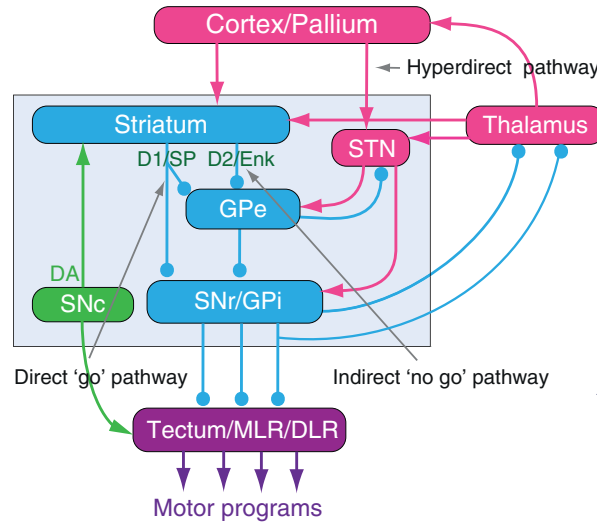 Cortex/Pallium
Hyperdirect pathway
Striatum
Thalamus
D1/SP D2/Enk
STN
GPe
DA
SNc
SNr/GPi
Direct 'go' pathway
Indirect 'no go' pathway
Tectum/MLR/DLR
Motor programs